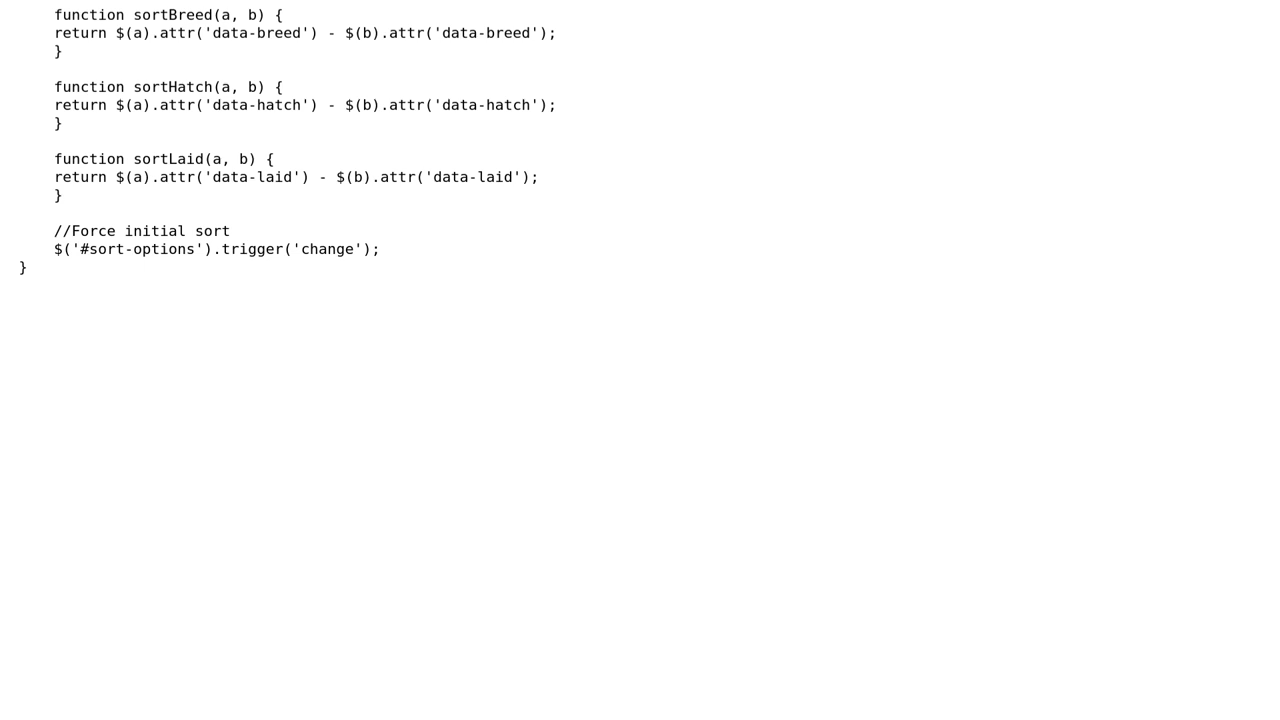 function sortBreed(a, b) {
return $(a).attr('data-breed') - $(b).attr('data-breed');
}

function sortHatch(a, b) {
return $(a).attr('data-hatch') - $(b).attr('data-hatch');
}

function sortLaid(a, b) {
return $(a).attr('data-laid') - $(b).attr('data-laid');
}

//Force initial sort
$('#sort-options').trigger('change');
}